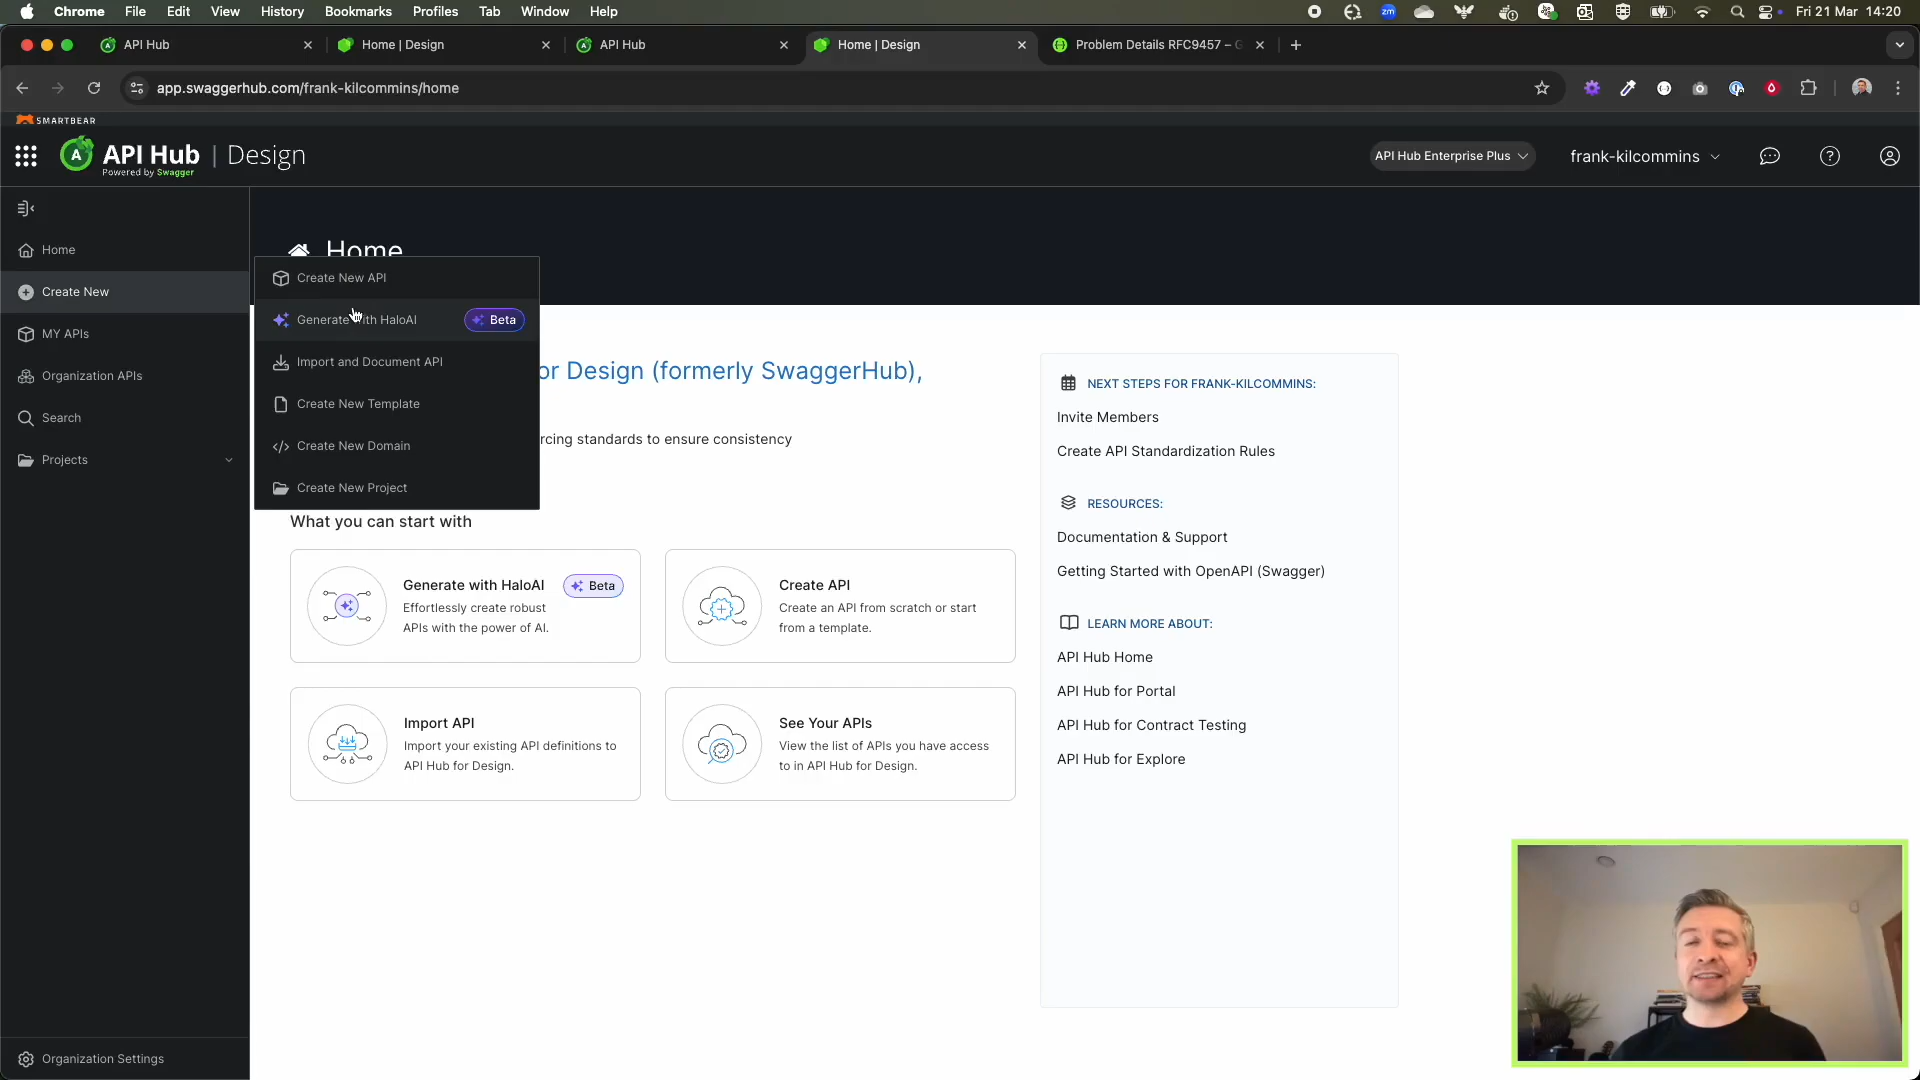 Chrome File Edit View History Bookmarks Profiles Tab Window Help
zm
Fri 21 Mar 14:20
API Hub
Home | Design
API Hub
Home | Design
Problem Details RFC9457 –
app.swaggerhub.com/frank-kilcommins/home
SMARTBEAR
API Hub | Design
Powered by Swagger
API Hub Enterprise Plus
frank-kilcommins
Home
Create New
MY APIs
Organization APIs
Search
Projects
Organization Settings
Home
Create New API
Generate with HaloAI
Beta
Import and Document API
Create New Template
Create New Domain
Create New Project
or Design (formerly SwaggerHub),
rcing standards to ensure consistency
What you can start with
Generate with HaloAI
Beta
Effortlessly create robust
APIs with the power of AI.
Create API
Create an API from scratch or start
from a template.
Import API
Import your existing API definitions to
API Hub for Design.
See Your APIs
View the list of APIs you have access
to in API Hub for Design.
NEXT STEPS FOR FRANK-KILCOMMINS:
Invite Members
Create API Standardization Rules
RESOURCES:
Documentation & Support
Getting Started with OpenAPI (Swagger)
LEARN MORE ABOUT:
API Hub Home
API Hub for Portal
API Hub for Contract Testing
API Hub for Explore